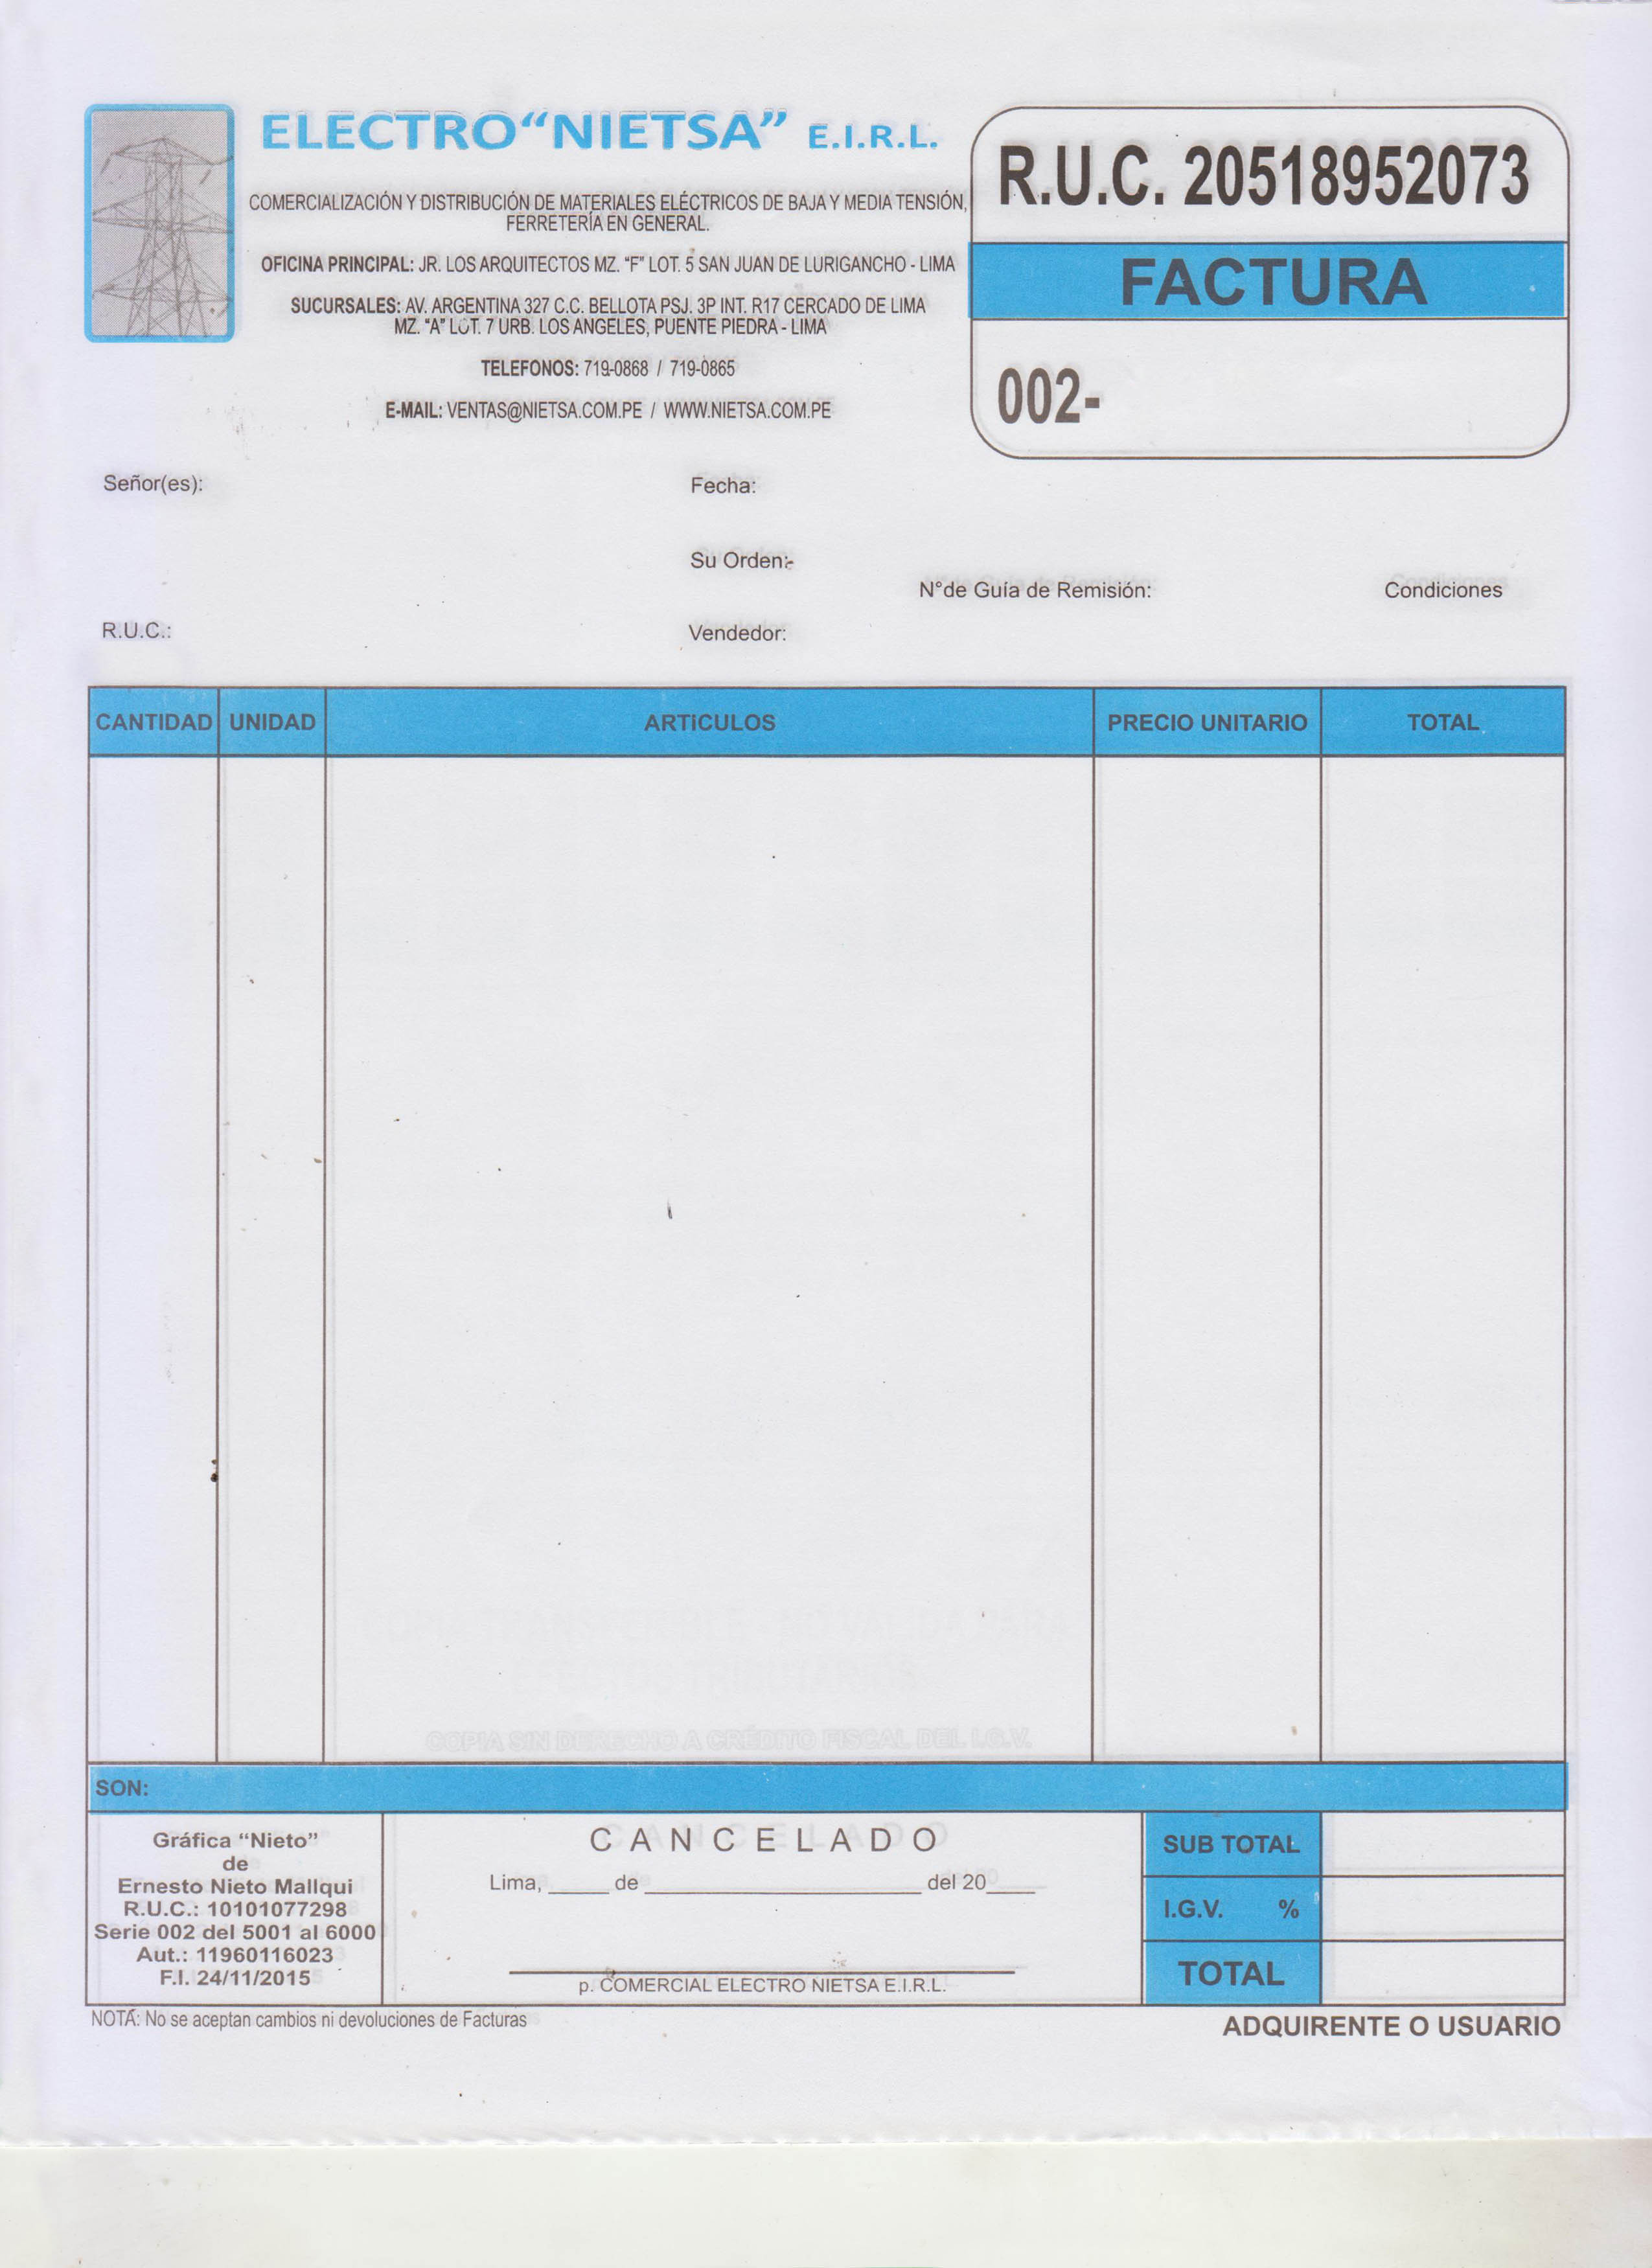 ELECTRO“NIETSA” E.I.R.L.
COMERCIALIZACIÓN Y DISTRIBUCIÓN DE MATERIALES ELÉCTRICOS DE BAJA Y MEDIA TENSIÓN,
FERRETERÍA EN GENERAL.
OFICINA PRINCIPAL: JR. LOS ARQUITECTOS MZ. “F” LOT. 5 SAN JUAN DE LURIGANCHO - LIMA
SUCURSALES: AV. ARGENTINA 327 C.C. BELLOTA PSJ. 3P INT. R17 CERCADO DE LIMA
MZ. “A” LOT. 7 URB. LOS ANGELES, PUENTE PIEDRA - LIMA
TELEFONOS: 719-0868 / 719-0865
E-MAIL: VENTAS@NIETSA.COM.PE / WWW.NIETSA.COM.PE
R.U.C. 20518952073
FACTURA
002-
Señor(es):
Fecha:
Su Orden:-
N°de Guía de Remisión:
Condiciones
R.U.C.:
Vendedor:
CANTIDAD UNIDAD ARTíCULOS PRECIO UNITARIO TOTAL
COPIA SIN DERECHO A CRÉDITO FISCAL DEL I.G.V.
SON:
Gráfica “Nieto”
de
Ernesto Nieto Mallqui
R.U.C.: 10101077298
Serie 002 del 5001 al 6000
Aut.: 11960116023
F.I. 24/11/2015
CANCELADO
Lima, _____ de _______________________ del 20____
p. COMERCIAL ELECTRO NIETSA E.I.R.L.
SUB TOTAL
I.G.V. %
TOTAL
NOTA: No se aceptan cambios ni devoluciones de Facturas
ADQUIRENTE O USUARIO